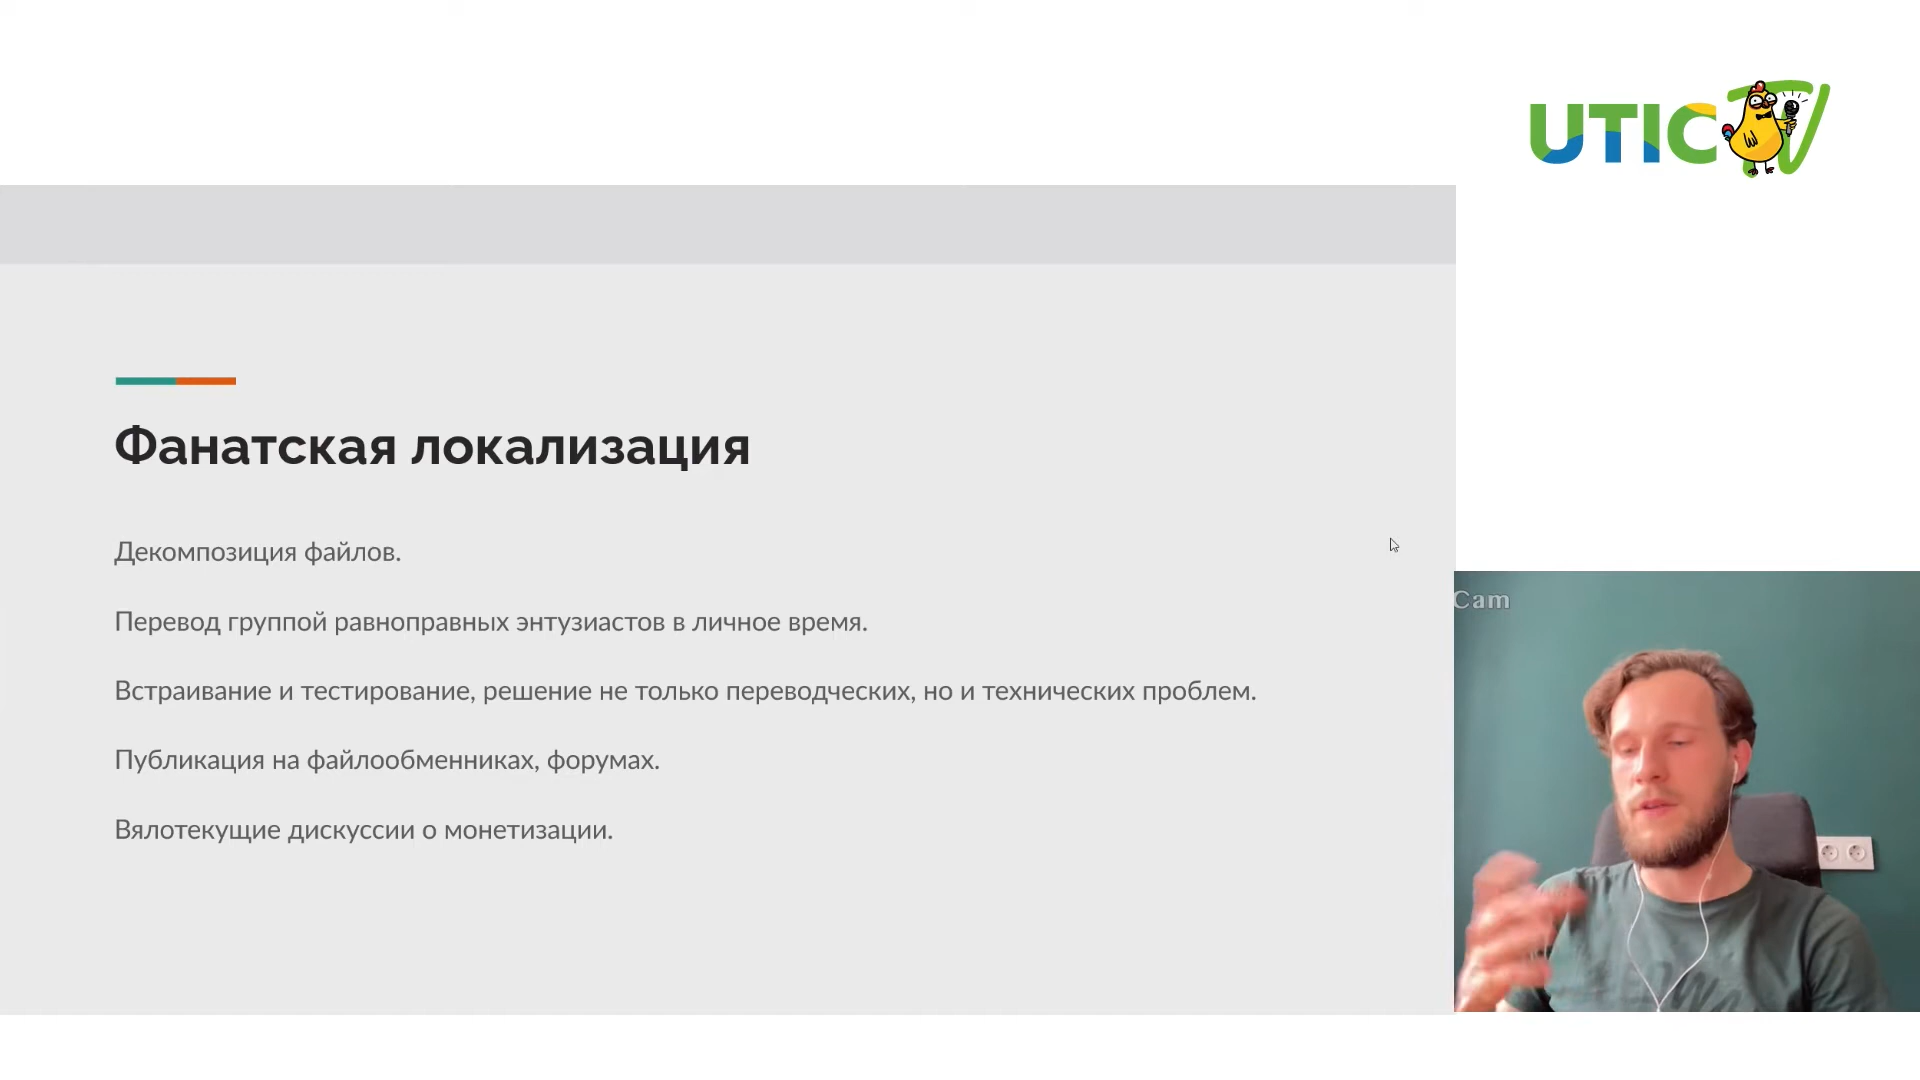 UTIC TV
Фанатская локализация
Декомпозиция файлов.
Перевод группой равноправных энтузиастов в личное время.
Встраивание и тестирование, решение не только переводческих, но и технических проблем.
Публикация на файлообменниках, форумах.
Вялотекущие дискуссии о монетизации.
Cam